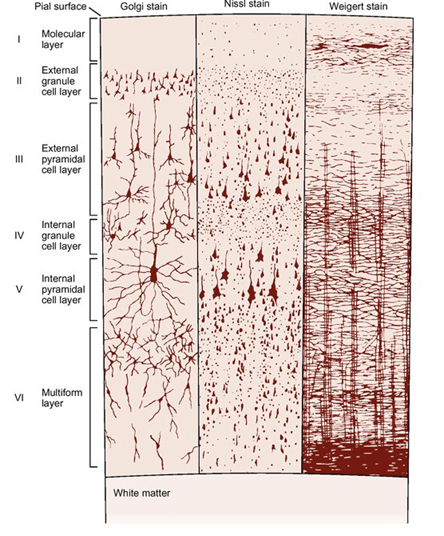 Pial surface
Golgi stain
Nissl stain
Weigert stain
I
Molecular
layer
II
External
granule
cell layer
III
External
pyramidal
cell layer
IV
Internal
granule
cell layer
V
Internal
pyramidal
cell layer
VI
Multiform
layer
White matter